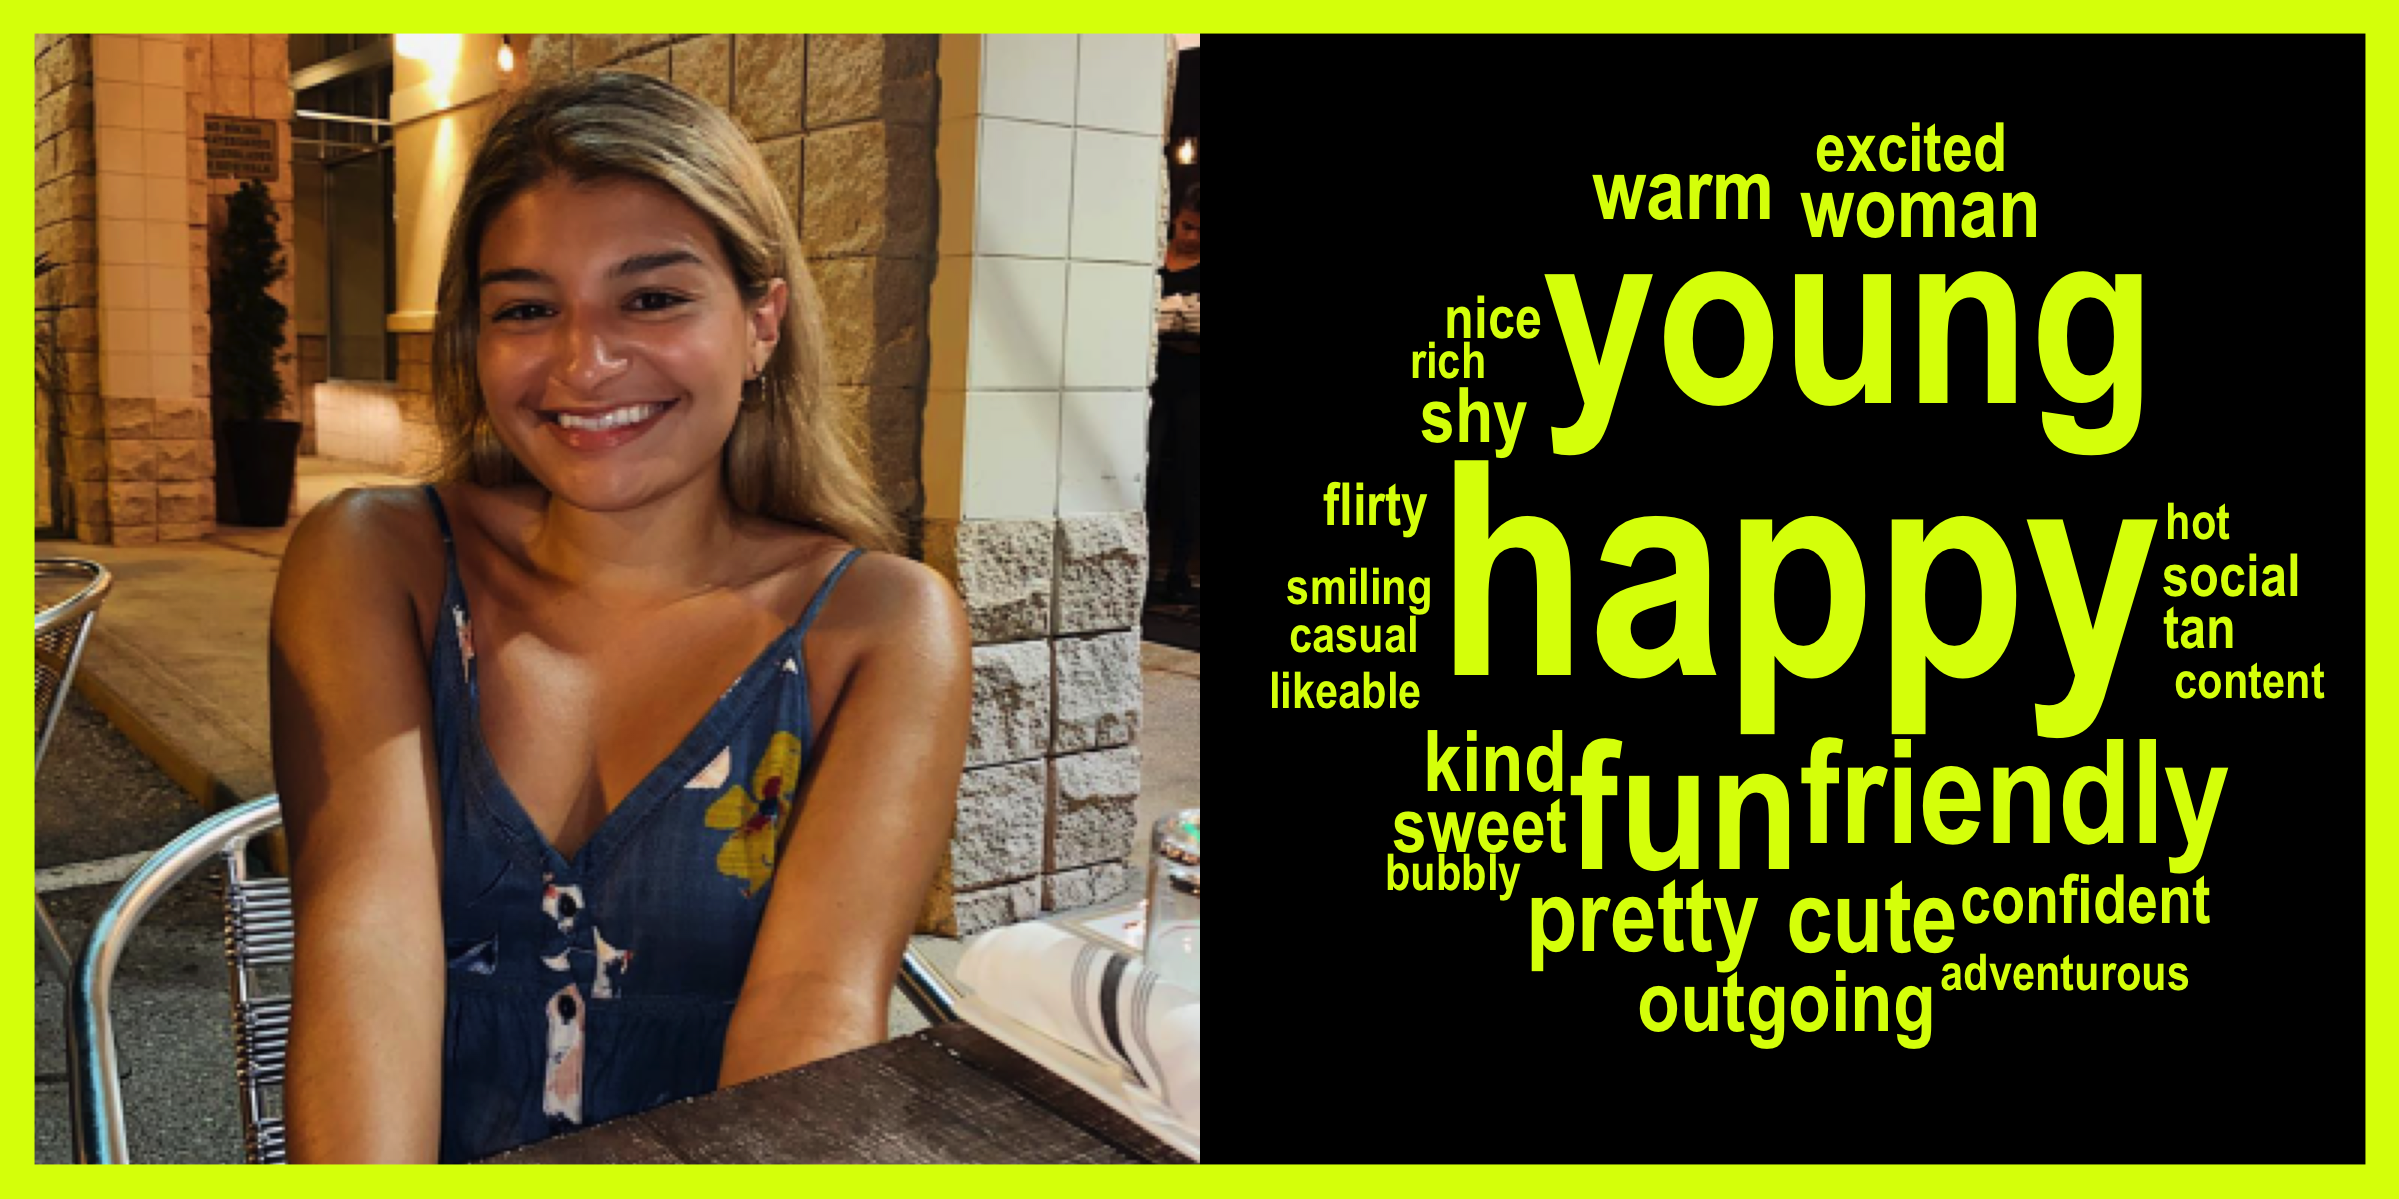 excited
warm
woman
young
nice
rich
shy
happy
flirty
hot
smiling
social
casual
tan
likeable
content
kind
fun
friendly
sweet
bubbly
pretty
cute
confident
adventurous
outgoing